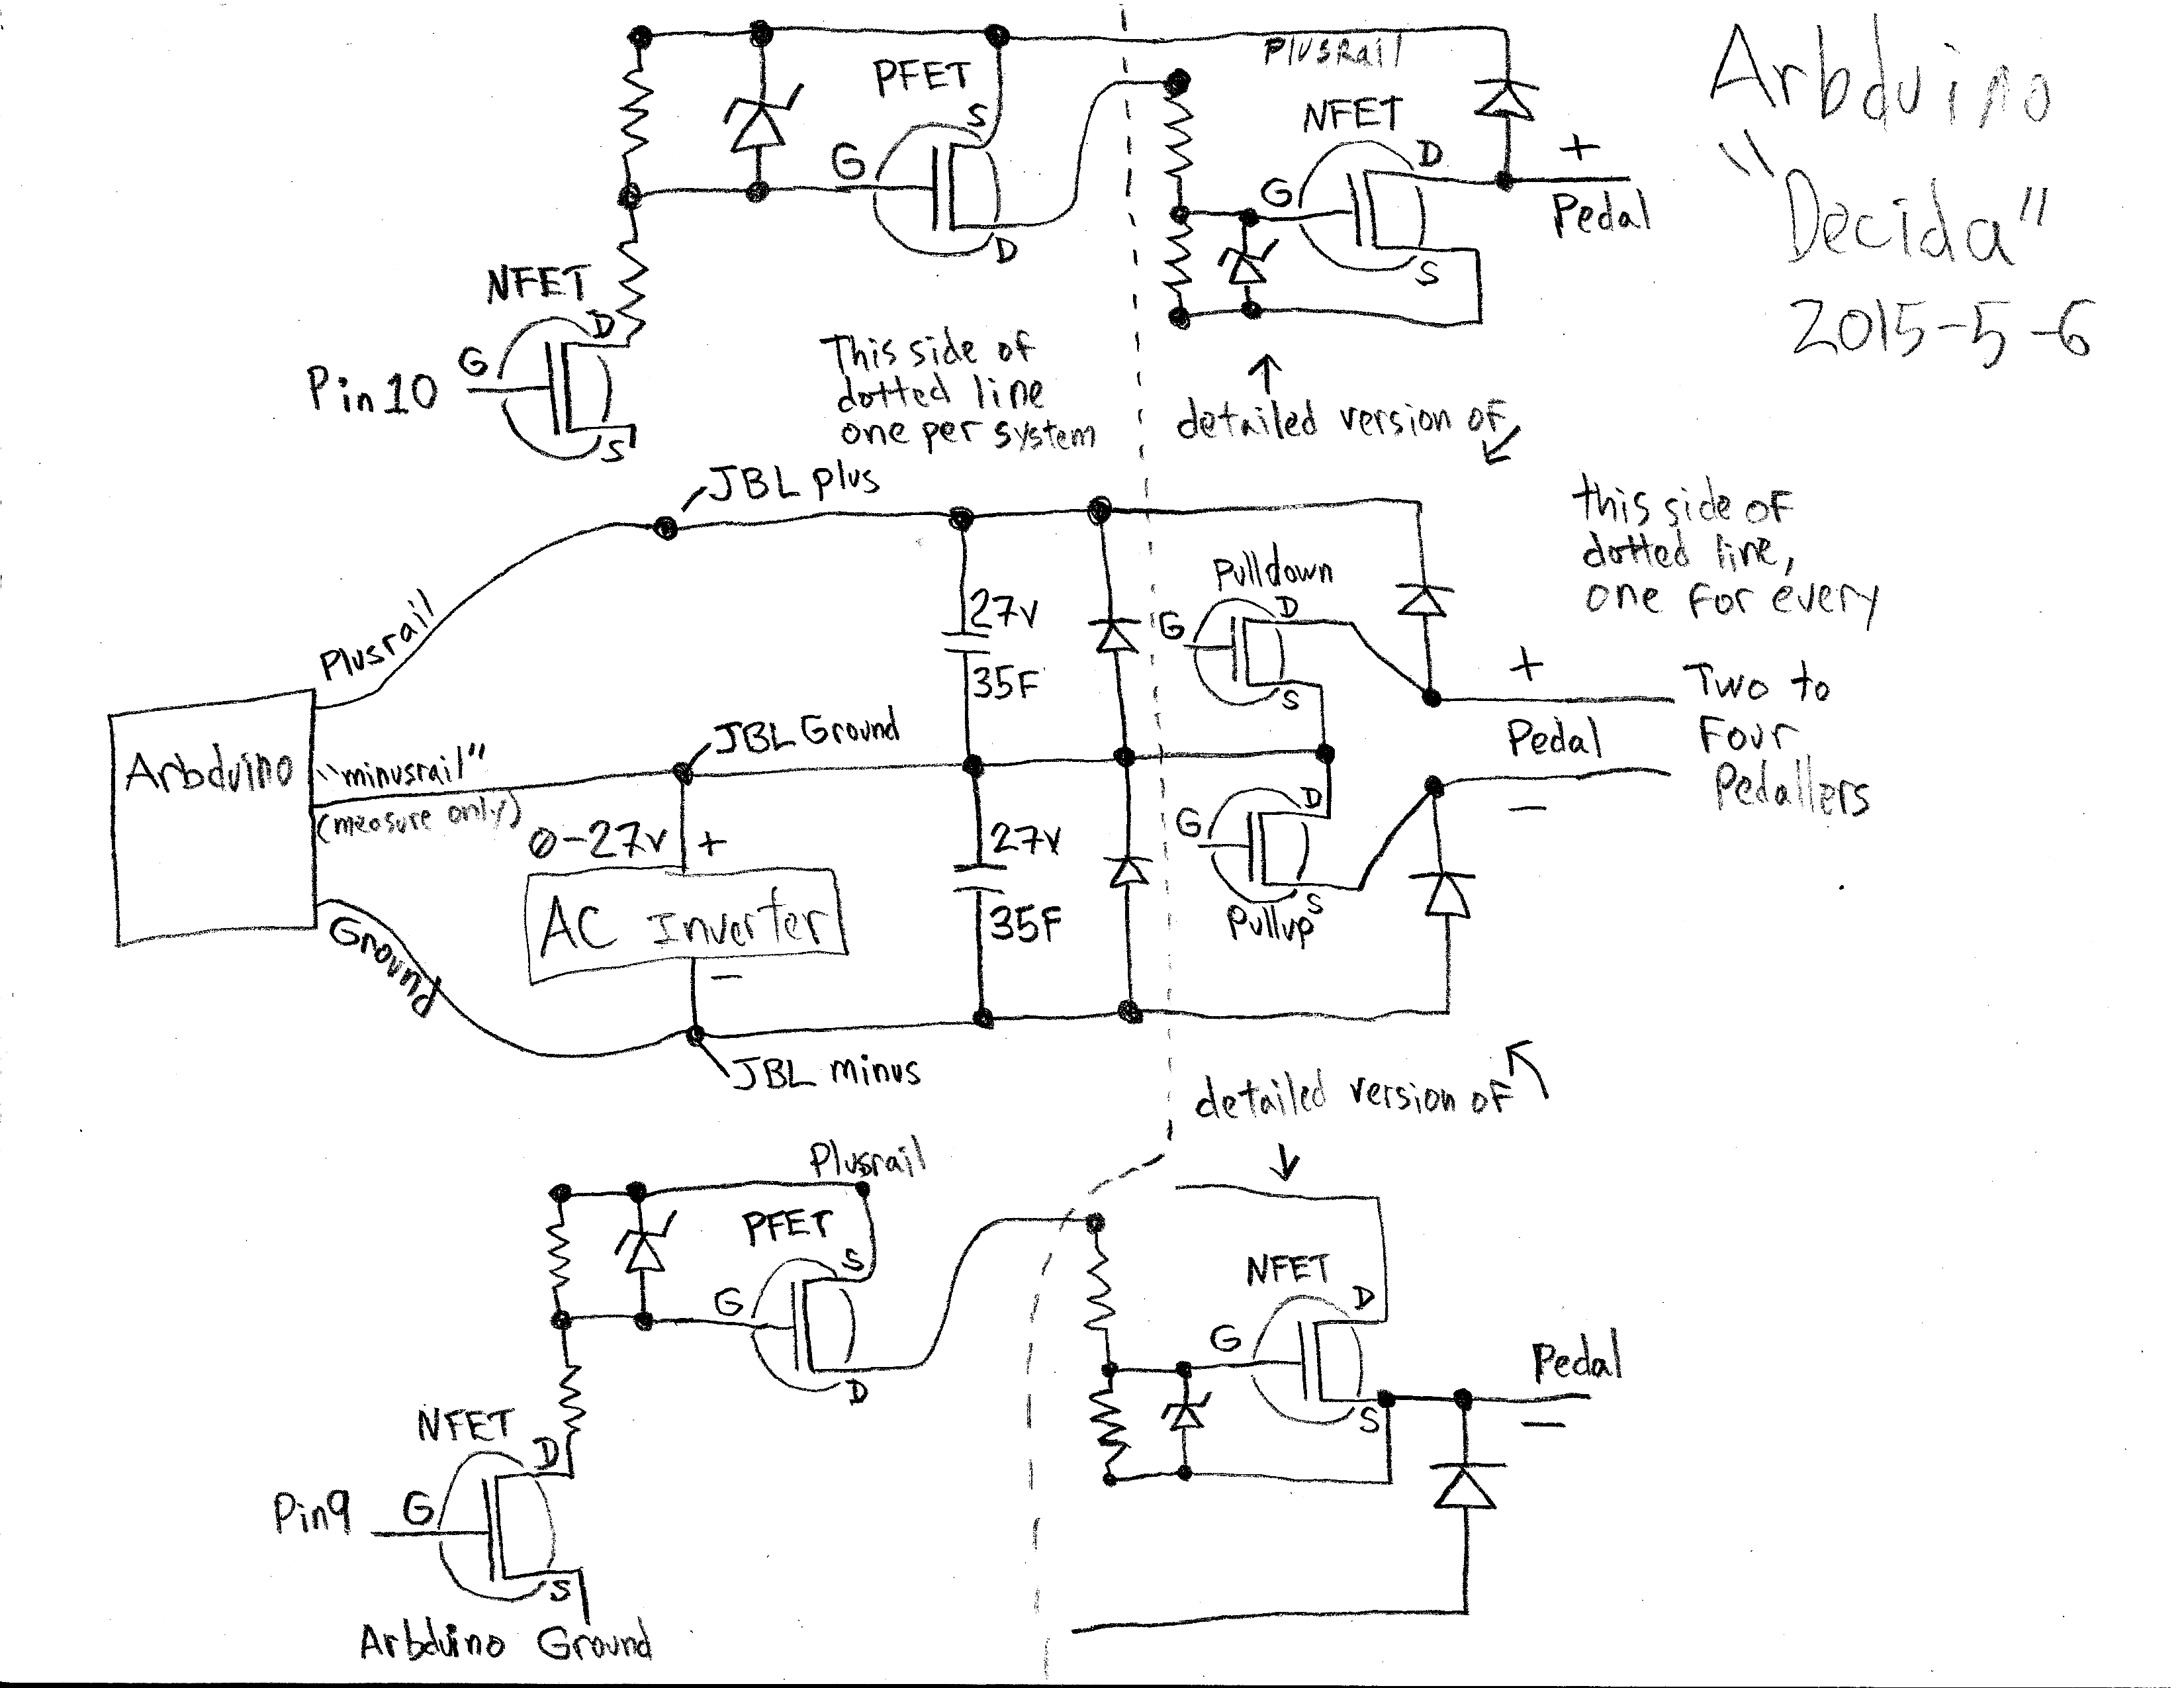 Arbduino
"Decida"
2015-5-6
PlusRail
PFET
S
G
D
NFET
D
G
S
+
Pedal
NFET
D
G
S
Pin10
This side of
dotted line
one per system
detailed version of
JBL plus
this side of
dotted line,
one for every
Two to
Four
Pedallers
Plusrail
27v
35F
Pulldown
D
G
S
+
Pedal
-
Arbduino
"minusrail"
(measure only)
JBL Ground
0-27v +
AC Inverter
-
27v
35F
D
G
S
Pullup
Ground
JBL minus
detailed version of
Plusrail
PFET
S
G
D
NFET
D
G
S
Pedal
-
NFET
D
Pin9 G
S
Arbduino Ground